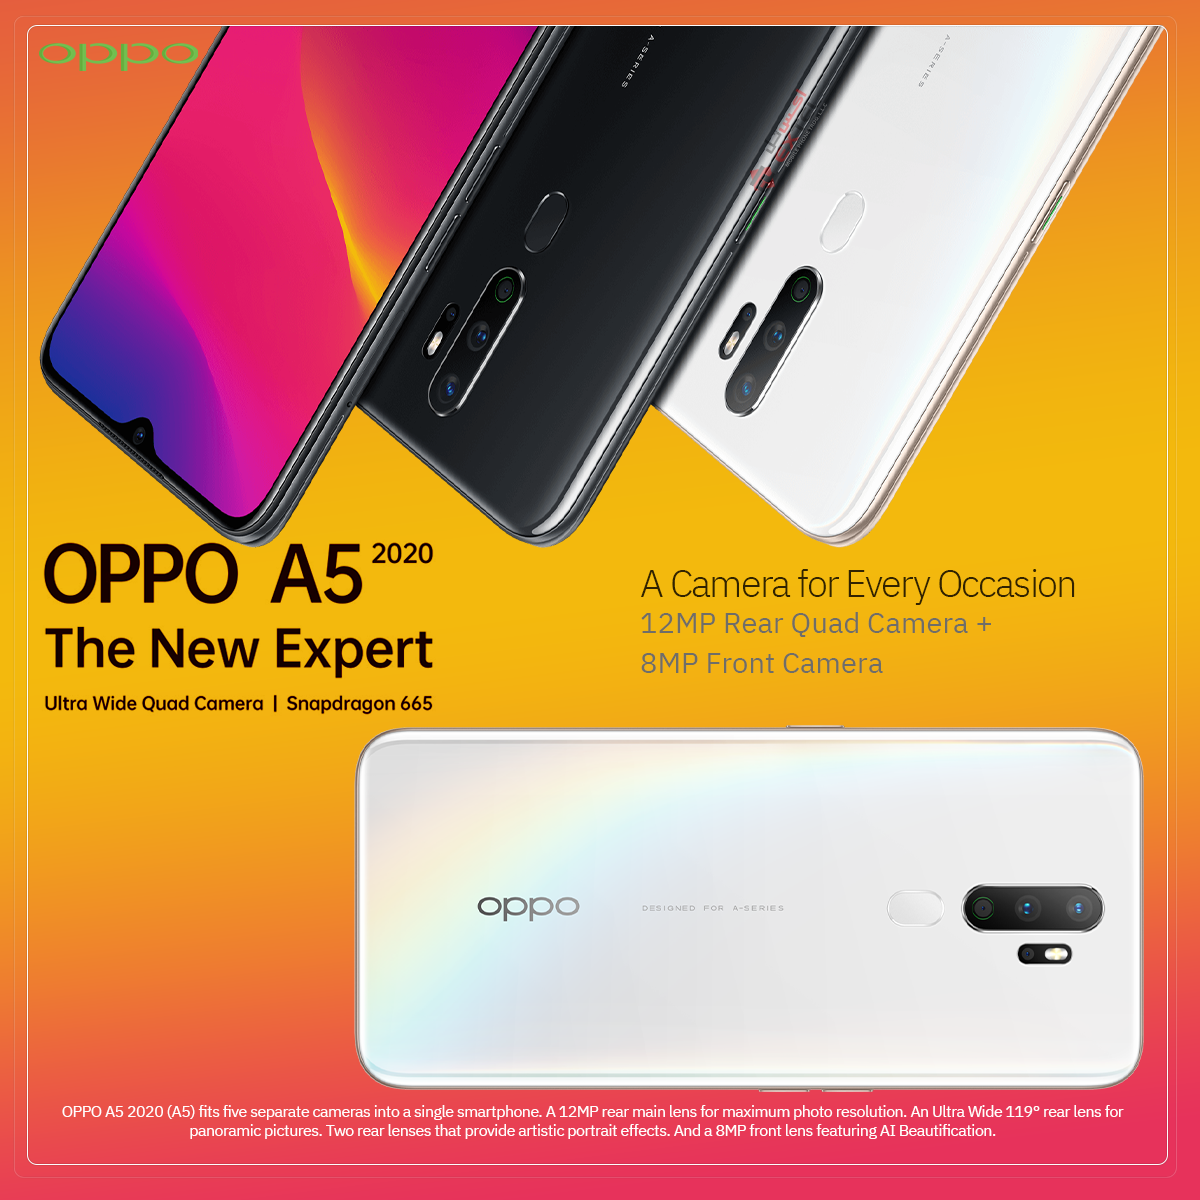 oppo
A-SERIES
A-SERIES
OPPO A5 2020
The New Expert
Ultra Wide Quad Camera | Snapdragon 665
A Camera for Every Occasion
12MP Rear Quad Camera +
8MP Front Camera
oppo
DESIGNED FOR A-SERIES
OPPO A5 2020 (A5) fits five separate cameras into a single smartphone. A 12MP rear main lens for maximum photo resolution. An Ultra Wide 119° rear lens for
panoramic pictures. Two rear lenses that provide artistic portrait effects. And a 8MP front lens featuring AI Beautification.